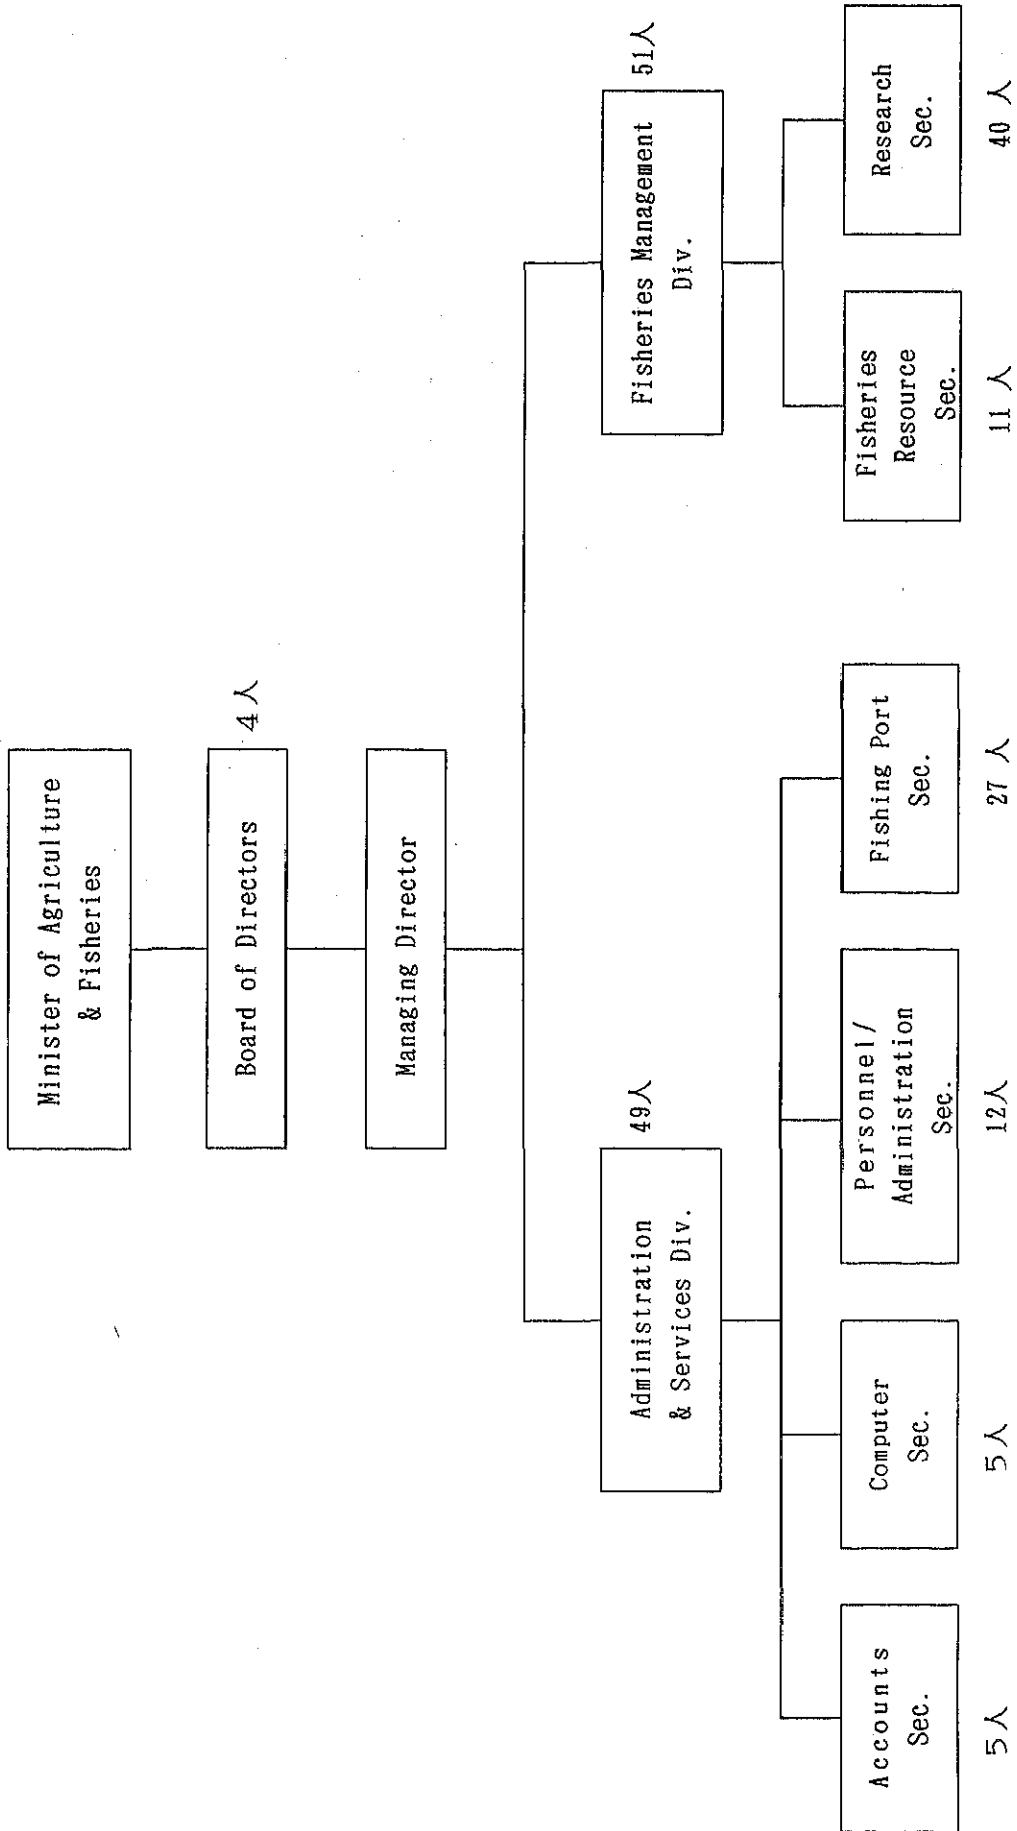 Minister of Agriculture
& Fisheries
Board of Directors
4人
Managing Director
Administration
& Services Div.
49人
Fisheries Management
Div.
51人
Accounts
Sec.
5人
Computer
Sec.
5人
Personnel/
Administration
Sec.
12人
Fishing Port
Sec.
27人
Fisheries
Resource
Sec.
11人
Research
Sec.
40人